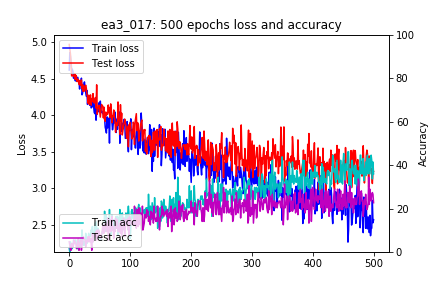 ea3_017: 500 epochs loss and accuracy
5.0
4.5
4.0
3.5
3.0
2.5
Loss
Train loss
Test loss
Train acc
Test acc
100
80
60
40
20
0
Accuracy
0
100
200
300
400
500